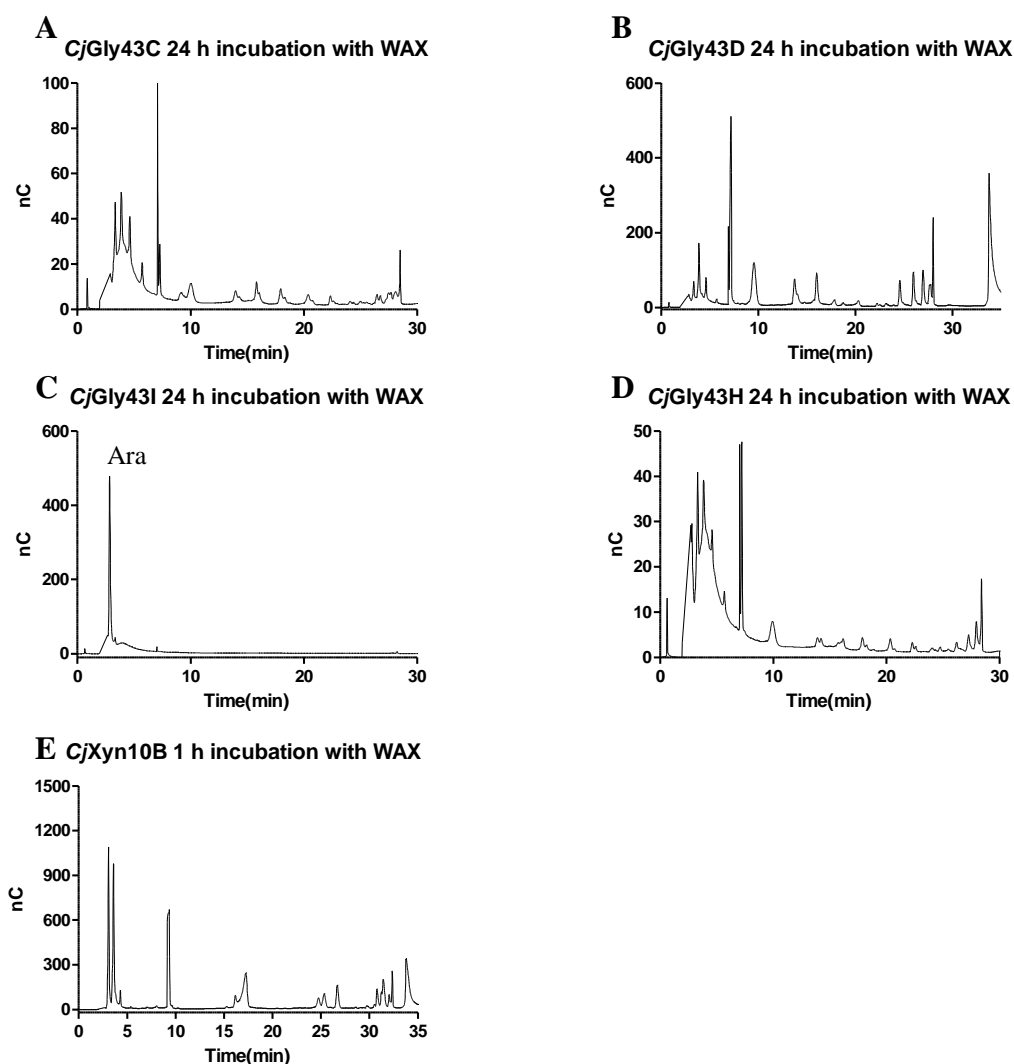 A
CjGly43C 24 h incubation with WAX
100
80
60
40
20
0
nC
0 10 20 30
Time(min)
B
CjGly43D 24 h incubation with WAX
600
400
200
0
nC
0 10 20 30
Time(min)
C
CjGly43I 24 h incubation with WAX
600
400
200
0
nC
Ara
0 10 20 30
Time(min)
D
CjGly43H 24 h incubation with WAX
50
40
30
20
10
0
nC
0 10 20 30
Time(min)
E
CjXyn10B 1 h incubation with WAX
1500
1200
900
600
300
0
nC
0 5 10 15 20 25 30 35
Time(min)